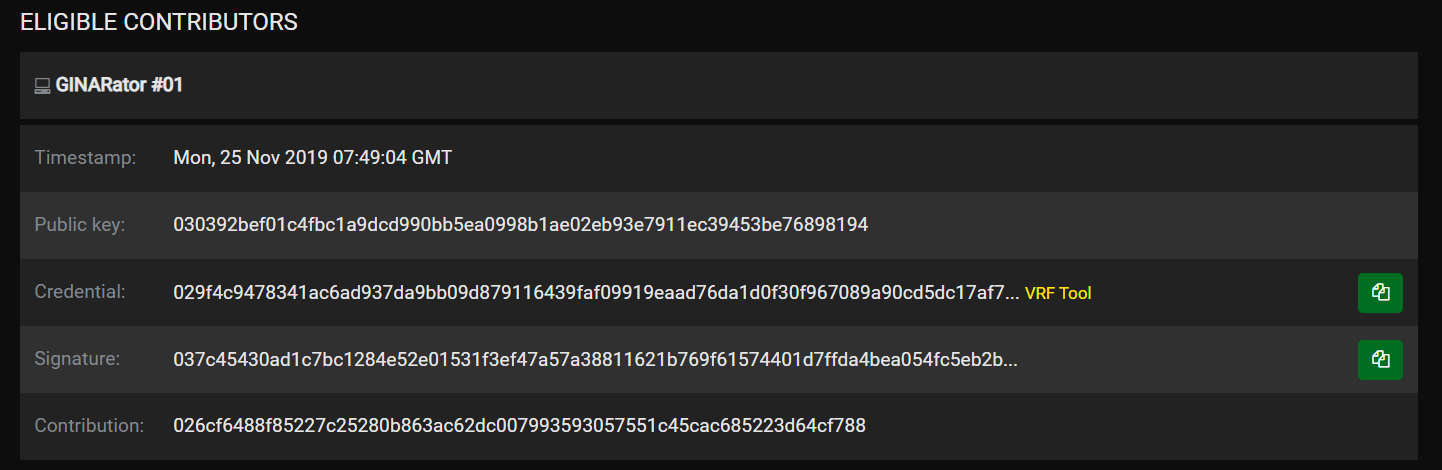 ELIGIBLE CONTRIBUTORS
GINARator #01
Timestamp: Mon, 25 Nov 2019 07:49:04 GMT
Public key: 030392bef01c4fbc1a9dcd990bb5ea0998b1ae02eb93e7911ec39453be76898194
Credential: 029f4c9478341ac6ad937da9bb09d879116439faf09919eaad76da1d0f30f967089a90cd5dc17af7... VRF Tool
Signature: 037c45430ad1c7bc1284e52e01531f3ef47a57a38811621b769f61574401d7ffda4bea054fc5eb2b...
Contribution: 026cf6488f85227c25280b863ac62dc007993593057551c45cac685223d64cf788